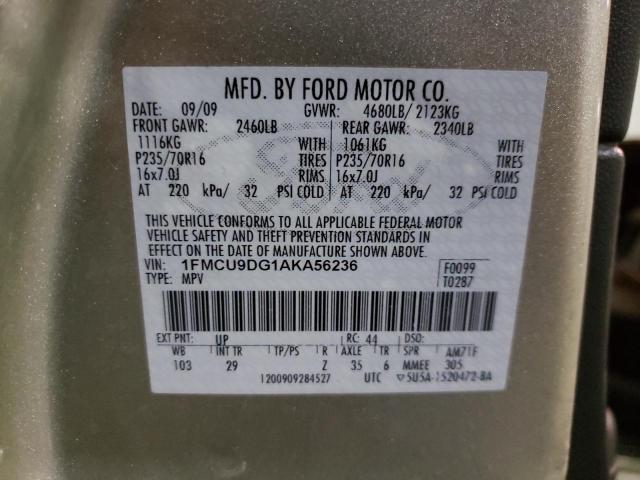 MFD. BY FORD MOTOR CO.
DATE: 09/09 GVWR: 4680LB/ 2123KG
FRONT GAWR: 2460LB REAR GAWR: 2340LB
1116KG WITH 1061KG WITH
P235/70R16 TIRES P235/70R16 TIRES
16x7.0J RIMS 16x7.0J RIMS
AT 220 kPa/ 32 PSI COLD AT 220 kPa/ 32 PSI COLD
THIS VEHICLE CONFORMS TO ALL APPLICABLE FEDERAL MOTOR
VEHICLE SAFETY AND THEFT PREVENTION STANDARDS IN
EFFECT ON THE DATE OF MANUFACTURE SHOWN ABOVE.
VIN: 1FMCU9DG1AKA56236 F0099
TYPE: MPV T0287
EXT PNT: UP RC: 44 DSO:
WB INT TR TP/PS R AXLE TR SPR AM71F
103 29 Z 35 6 MMEE 305
1200909284527 UTC ▽5U5A-1520472-BA